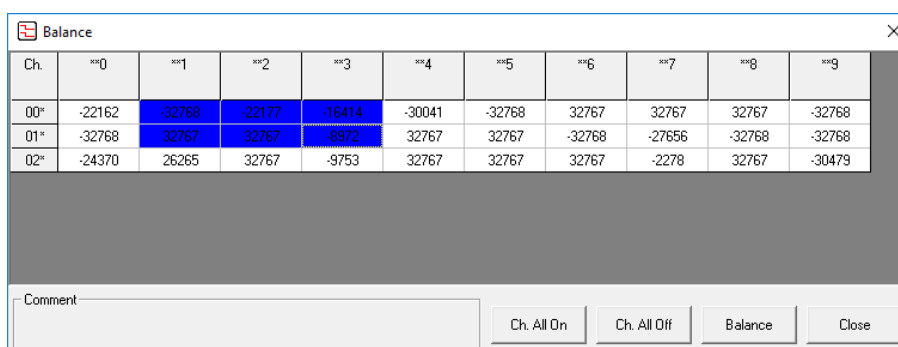 Balance
Ch. **0 **1 **2 **3 **4 **5 **6 **7 **8 **9
00* -22162 -32768 -22177 -16414 -30041 -32768 32767 32767 32767 -32768
01* -32768 32767 32767 -8972 32767 32767 -32768 -27656 -32768 -32768
02* -24370 26265 32767 -9753 32767 32767 32767 -2278 32767 -30479
Comment
Ch. All On Ch. All Off Balance Close